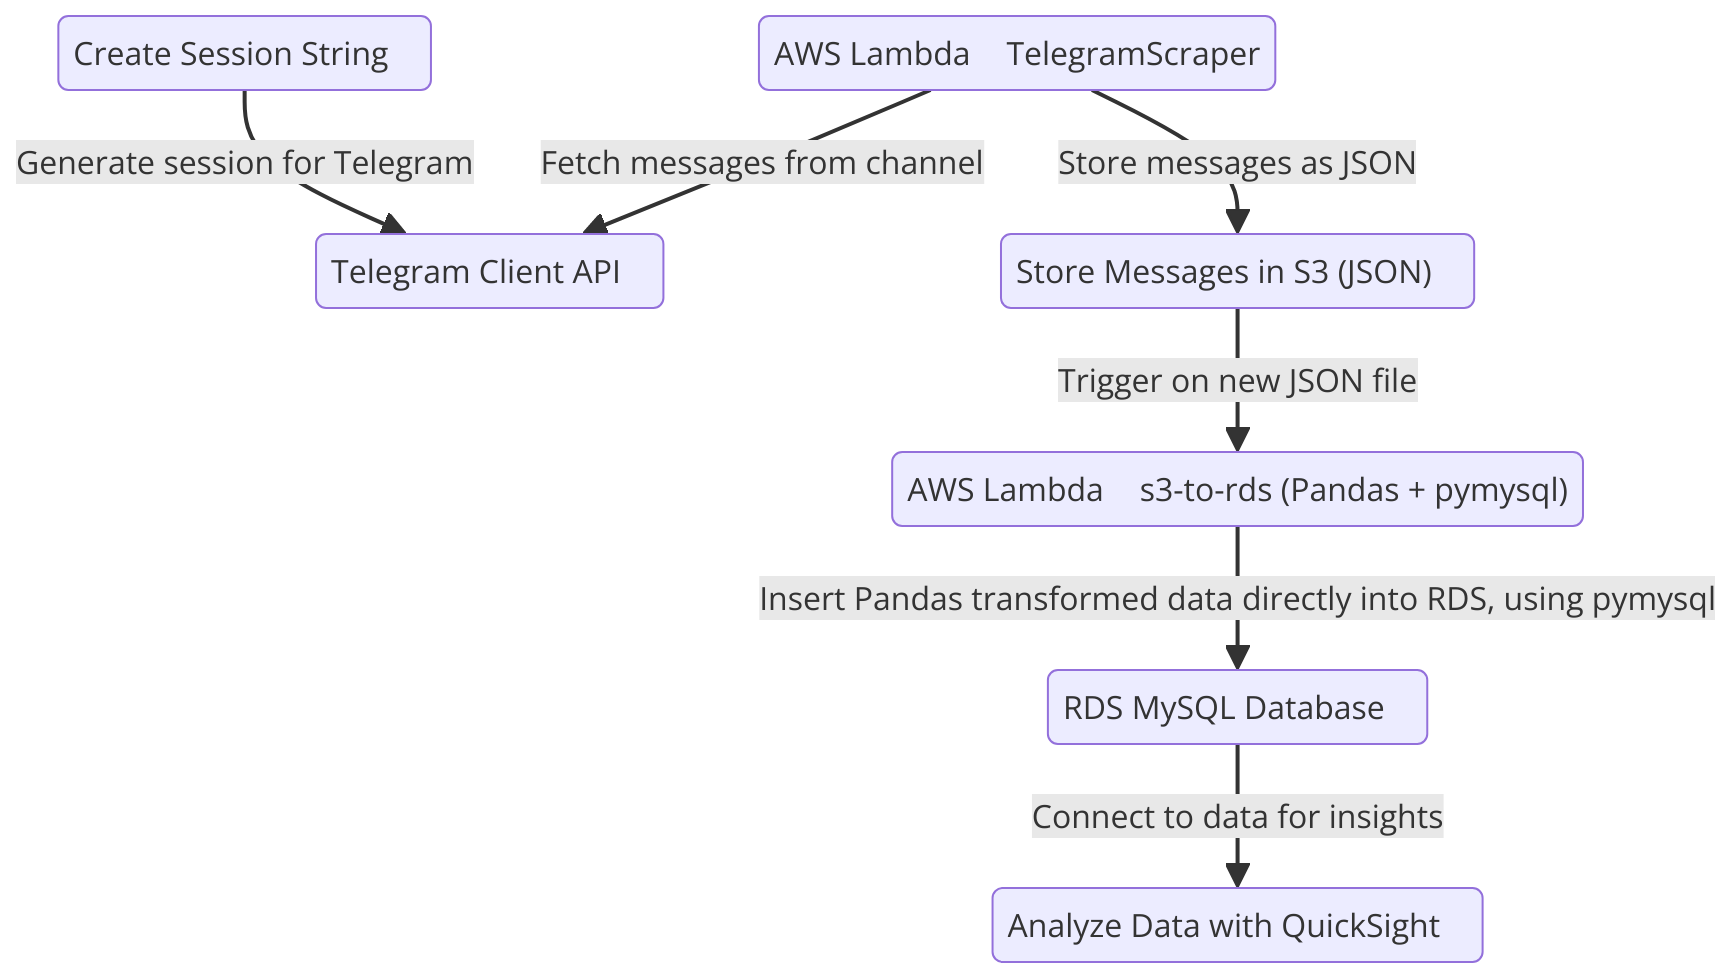 Create Session String
AWS Lambda TelegramScraper
Generate session for Telegram
Fetch messages from channel
Store messages as JSON
Telegram Client API
Store Messages in S3 (JSON)
Trigger on new JSON file
AWS Lambda s3-to-rds (Pandas + pymysql)
Insert Pandas transformed data directly into RDS, using pymysql
RDS MySQL Database
Connect to data for insights
Analyze Data with QuickSight